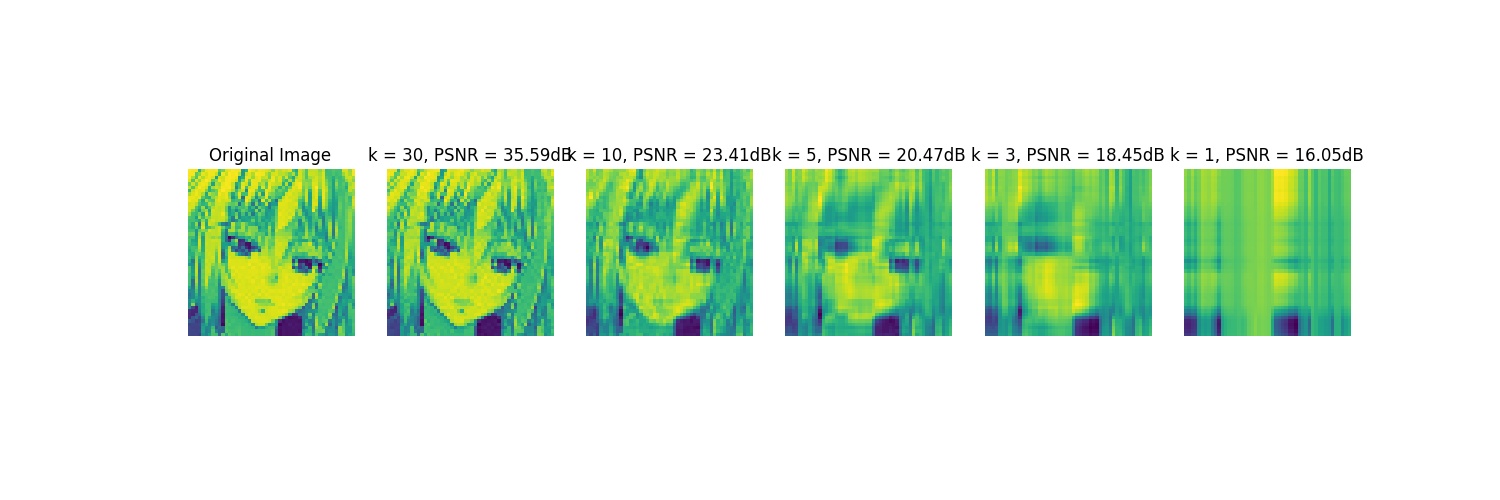 Original Image
k = 30, PSNR = 35.59dB
k = 10, PSNR = 23.41dB
k = 5, PSNR = 20.47dB
k = 3, PSNR = 18.45dB
k = 1, PSNR = 16.05dB